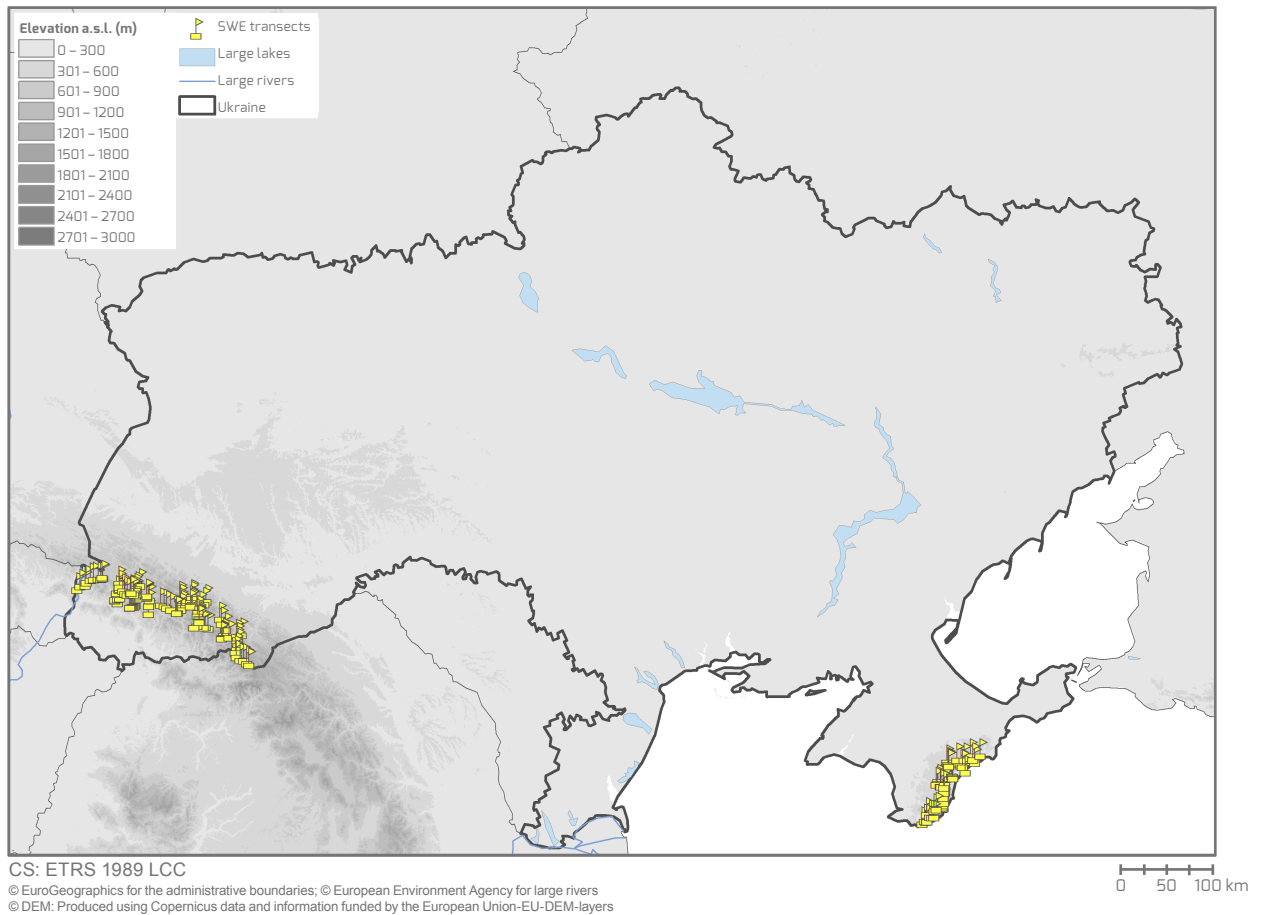 Elevation a.s.l. (m)
0 – 300
301 – 600
601 – 900
901 – 1200
1201 – 1500
1501 – 1800
1801 – 2100
2101 – 2400
2401 – 2700
2701 – 3000
SWE transects
Large lakes
Large rivers
Ukraine
CS: ETRS 1989 LCC
© EuroGeographics for the administrative boundaries; © European Environment Agency for large rivers
© DEM: Produced using Copernicus data and information funded by the European Union-EU-DEM-layers
0 50 100 km